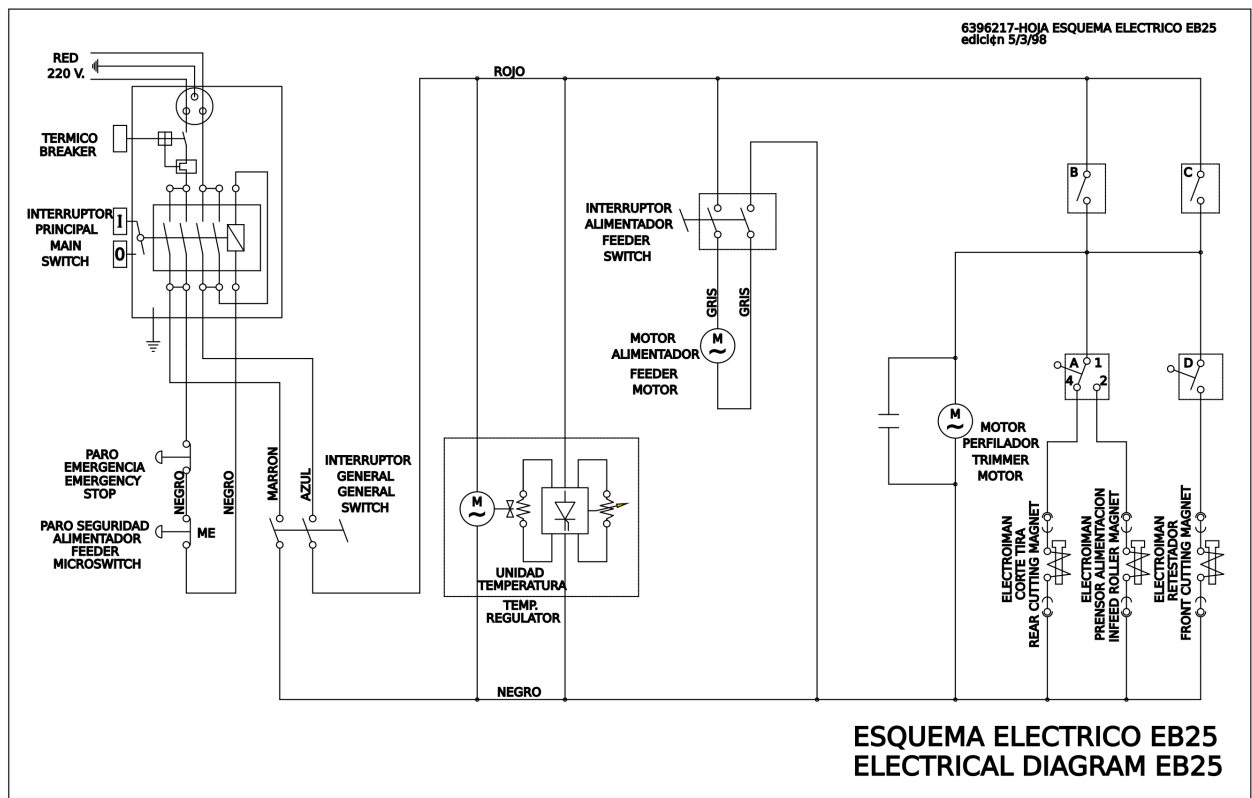 6396217-HOJA ESQUEMA ELECTRICO EB25
edici¢n 5/3/98
RED
220 V.
TERMICO
BREAKER
INTERRUPTOR
PRINCIPAL
MAIN
SWITCH
I
0
PARO
EMERGENCIA
EMERGENCY
STOP
PARO SEGURIDAD
ALIMENTADOR
FEEDER
MICROSWITCH
NEGRO
NEGRO
ME
MARRON
AZUL
INTERRUPTOR
GENERAL
GENERAL
SWITCH
ROJO
M
~
UNIDAD
TEMPERATURA
TEMP.
REGULATOR
NEGRO
INTERRUPTOR
ALIMENTADOR
FEEDER
SWITCH
GRIS
GRIS
MOTOR
ALIMENTADOR
FEEDER
MOTOR
M
~
B
C
A
1
4
2
D
M
~
MOTOR
PERFILADOR
TRIMMER
MOTOR
ELECTROIMAN
CORTE TIRA
REAR CUTTING MAGNET
ELECTROIMAN
PRENSOR ALIMENTACION
INFEED ROLLER MAGNET
ELECTROIMAN
RETESTADOR
FRONT CUTTING MAGNET
ESQUEMA ELECTRICO EB25
ELECTRICAL DIAGRAM EB25